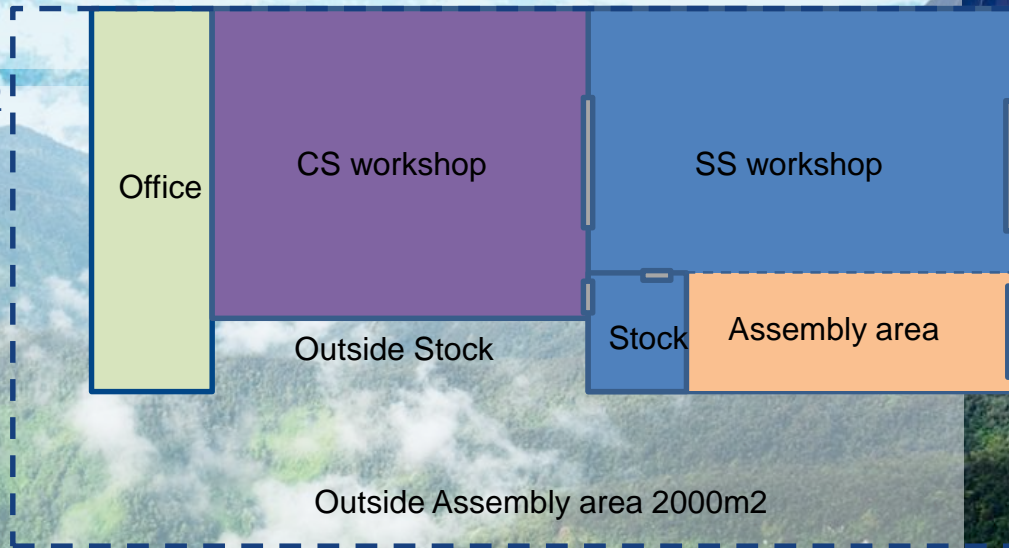 CS workshop
SS workshop
Office
Outside Stock
Stock
Assembly area
Outside Assembly area 2000m2